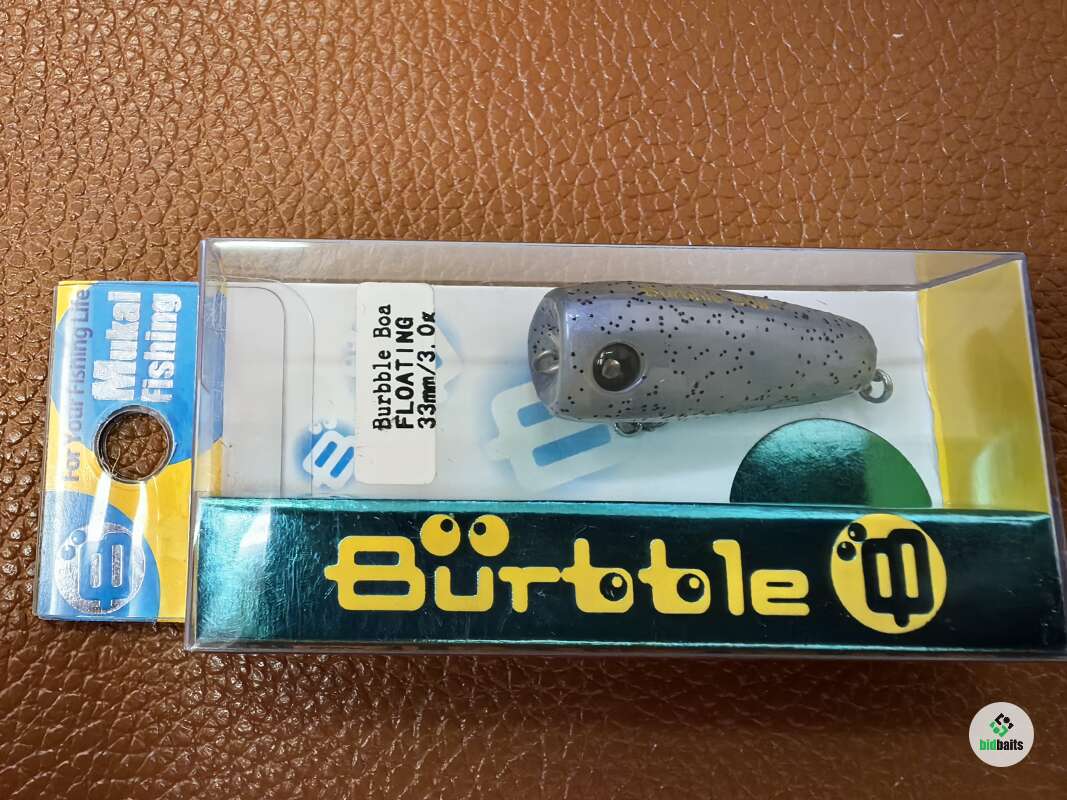 For Your Fishing Life
Mukai
Fishing
Burbble Boa
FLOATING
33mm/3.0g
Burbble
bidbaits